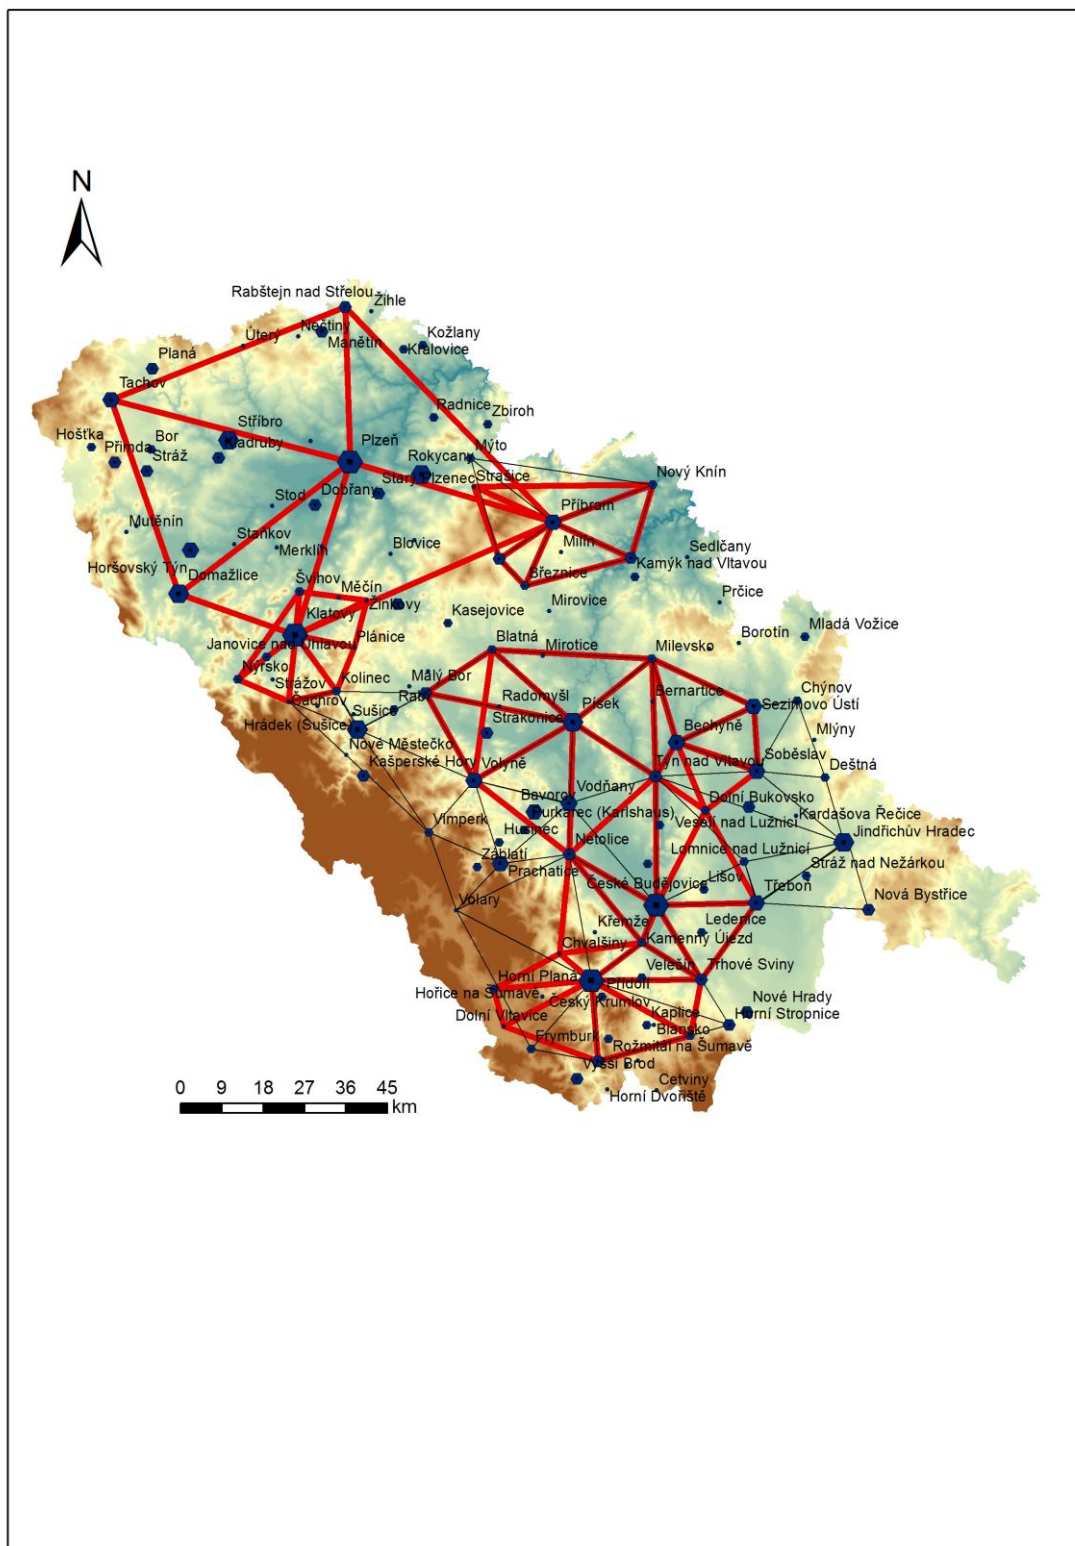 N
Rabštejn nad Střelou
Žihle
Nečtiny
Úterý
Manětín
Kožlany
Kralovice
Planá
Tachov
Radnice
Zbiroh
Stříbro
Hošťka
Bor
Kladruby
Plzeň
Mýto
Přimda
Stráž
Rokycany
Starý Plzenec
Strašice
Nový Knín
Stod
Dobřany
Příbram
Mutěnín
Staňkov
Merklín
Blovice
Milín
Sedlčany
Horšovský Týn
Domažlice
Březnice
Kamýk nad Vltavou
Švihov
Měčín
Žinkovy
Prčice
Klatovy
Kasejovice
Mirovice
Janovice nad Úhlavou
Plánice
Blatná
Mirotice
Milevsko
Borotín
Mladá Vožice
Nýrsko
Strážov
Kolinec
Malý Bor
Čachrov
Rabí
Radomyšl
Písek
Bernartice
Chýnov
Sezimovo Ústí
Hrádek (Sušice)
Sušice
Strakonice
Bechyně
Mlýny
Nové Městečko
Kašperské Hory
Volyně
Týn nad Vltavou
Soběslav
Deštná
Bavorov
Vodňany
Dolní Bukovsko
Purkarec (Karlshaus)
Veselí nad Lužnicí
Kardašova Řečice
Vimperk
Husinec
Netolice
Lomnice nad Lužnicí
Jindřichův Hradec
Záblatí
Prachatice
České Budějovice
Lišov
Třeboň
Stráž nad Nežárkou
Volary
Nová Bystřice
Křemže
Ledenice
Chvalšiny
Kamenný Újezd
Horní Planá
Přídolí
Velešín
Trhové Sviny
Hořice na Šumavě
Český Krumlov
Nové Hrady
Dolní Vltavice
Kaplice
Horní Stropnice
Frymburk
Blansko
Rožmitál na Šumavě
Vyšší Brod
Cetviny
Horní Dvořiště
0 9 18 27 36 45
km